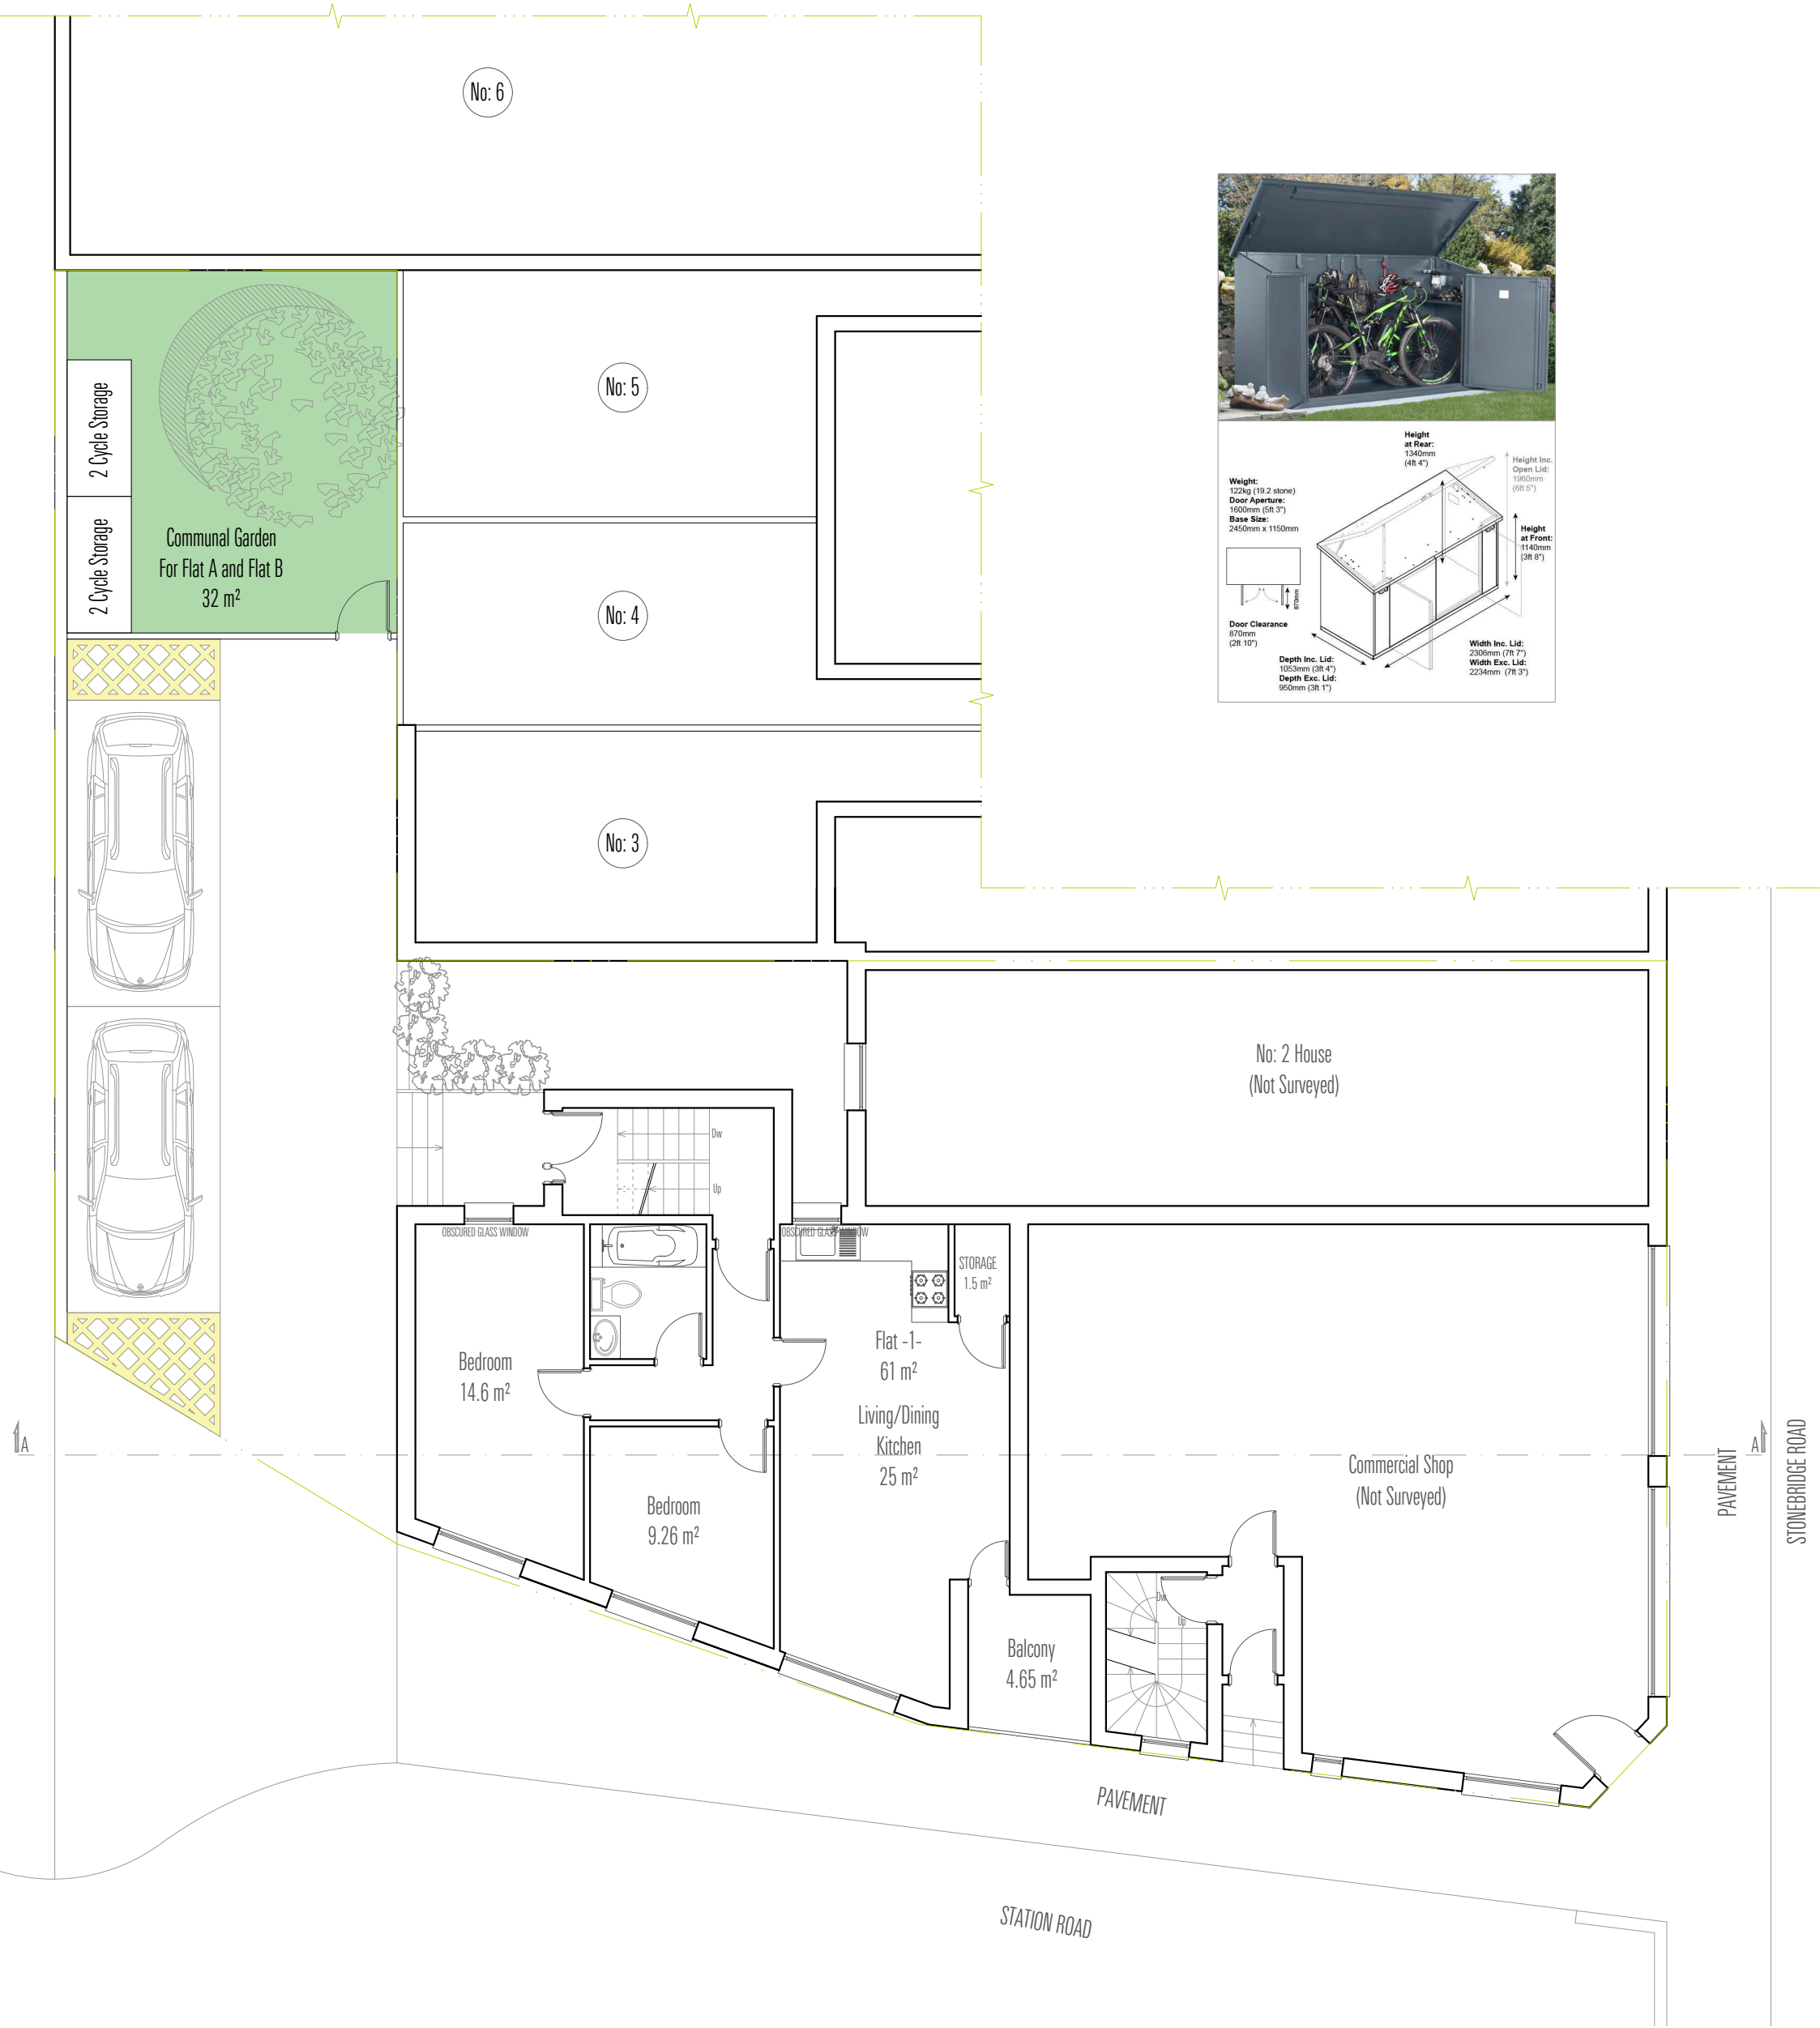 No: 6
No: 5
No: 4
No: 3
2 Cycle Storage
2 Cycle Storage
Communal Garden
For Flat A and Flat B
32 m²
Height
at Rear:
1340mm
(4ft 4")
Height Inc.
Open Lid:
1960mm
(6ft 5")
Weight:
122kg (19.2 stone)
Door Aperture:
1600mm (5ft 3")
Base Size:
2450mm x 1150mm
Height
at Front:
1140mm
(3ft 8")
870mm
Door Clearance
870mm
(2ft 10")
Depth Inc. Lid:
1053mm (3ft 4")
Depth Exc. Lid:
950mm (3ft 1")
Width Inc. Lid:
2306mm (7ft 7")
Width Exc. Lid:
2234mm (7ft 3")
No: 2 House
(Not Surveyed)
Dw
Up
OBSCURED GLASS WINDOW
OBSCURED GLASS WINDOW
STORAGE
1.5 m²
Flat -1-
61 m²
Living/Dining
Kitchen
25 m²
Bedroom
14.6 m²
Bedroom
9.26 m²
Commercial Shop
(Not Surveyed)
A
A
PAVEMENT
STONEBRIDGE ROAD
Dw
Up
Balcony
4.65 m²
PAVEMENT
STATION ROAD